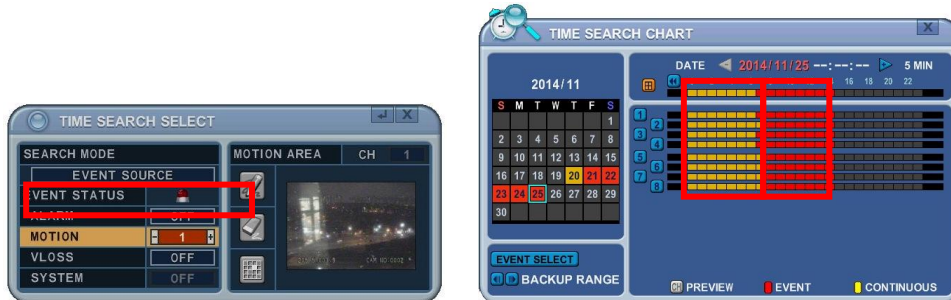 TIME SEARCH SELECT
SEARCH MODE
EVENT SOURCE
EVENT STATUS
ALARM OFF
MOTION - 1 +
VLOSS OFF
SYSTEM OFF
MOTION AREA CH 1
TIME SEARCH CHART
DATE 2014/11/25 --:--:-- 5 MIN
16 18 20 22
2014/11
S M T W T F S
1
2 3 4 5 6 7 8
9 10 11 12 13 14 15
16 17 18 19 20 21 22
23 24 25 26 27 28 29
30
1
2
3
4
5
6
7
8
EVENT SELECT
BACKUP RANGE
CH PREVIEW EVENT CONTINUOUS